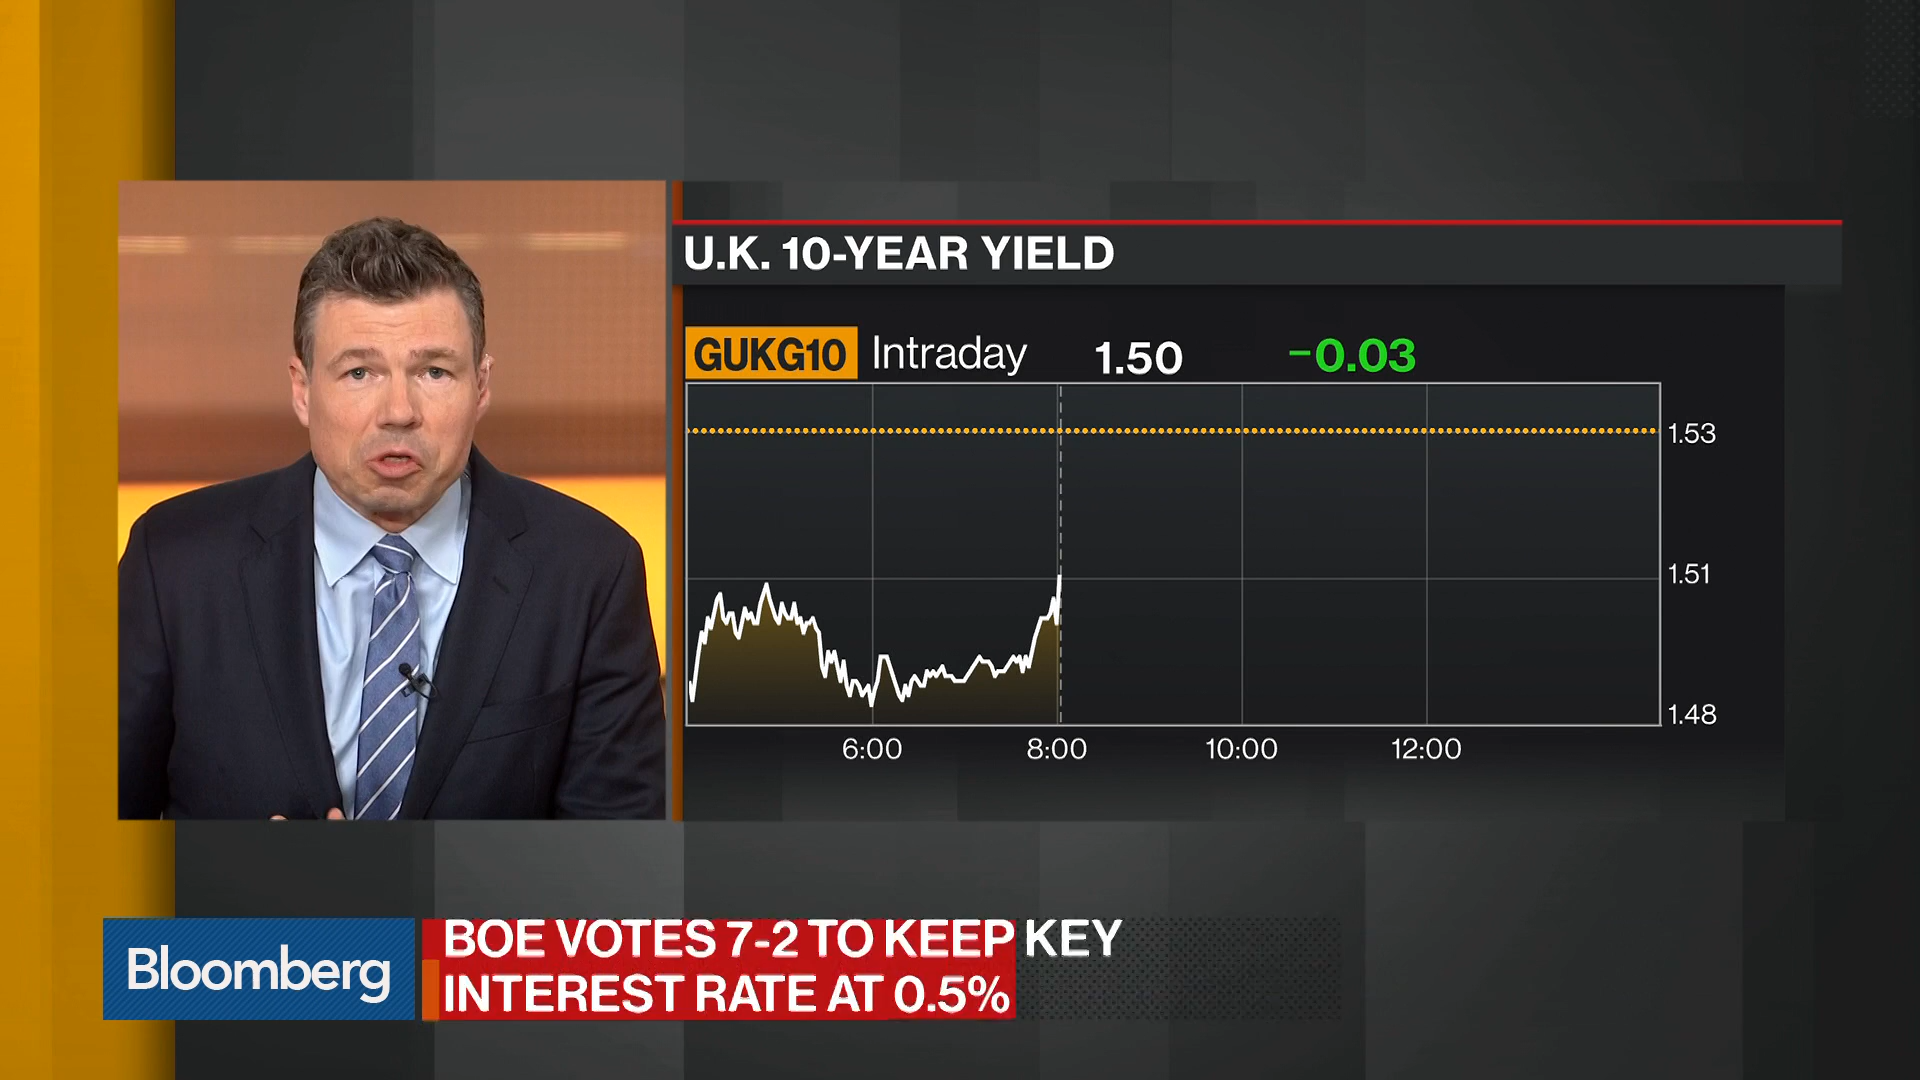 U.K. 10-YEAR YIELD
GUKG10 Intraday 1.50 -0.03
1.53
1.51
1.48
6:00 8:00 10:00 12:00
Bloomberg
BOE VOTES 7-2 TO KEEP KEY
INTEREST RATE AT 0.5%